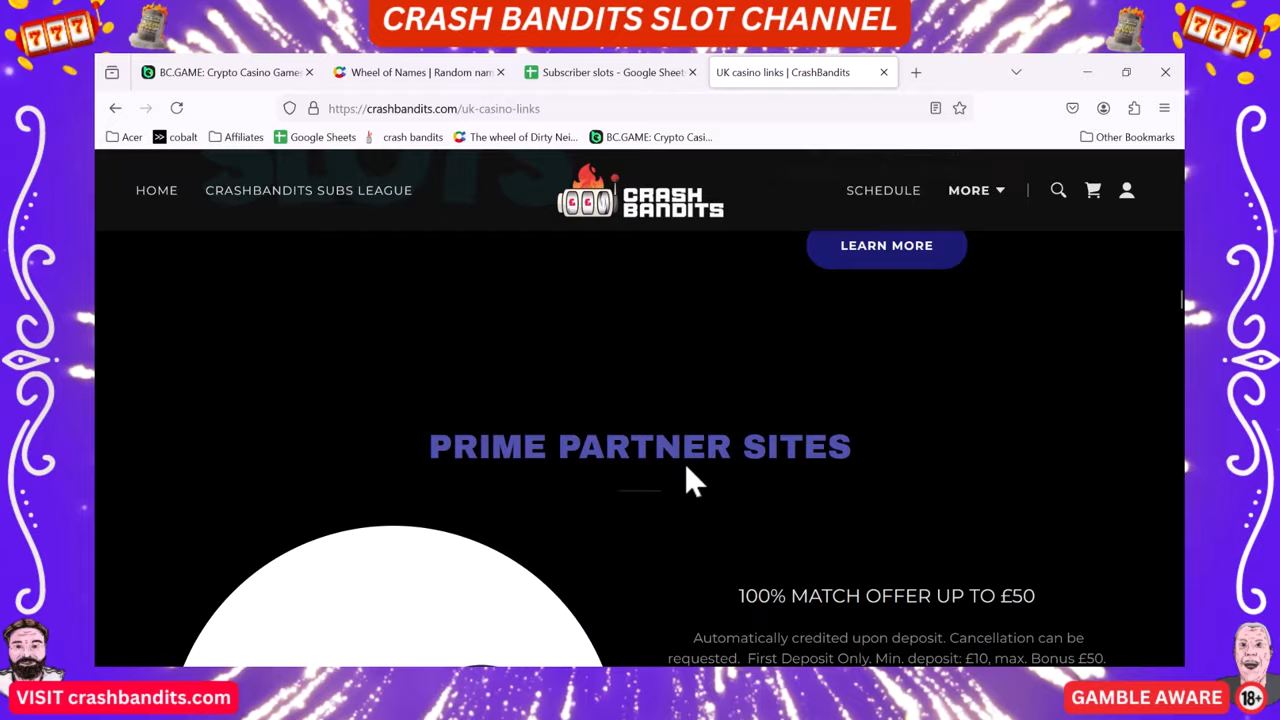 CRASH BANDITS SLOT CHANNEL
BC.GAME: Crypto Casino Game
Wheel of Names | Random nam
Subscriber slots - Google Sheets
UK casino links | CrashBandits
https://crashbandits.com/uk-casino-links
Acer
cobalt
Affiliates
Google Sheets
crash bandits
The wheel of Dirty Nei...
BC.GAME: Crypto Casi...
Other Bookmarks
HOME
CRASHBANDITS SUBS LEAGUE
CRASH
BANDITS
SCHEDULE
MORE
SLOTS
LEARN MORE
PRIME PARTNER SITES
100% MATCH OFFER UP TO £50
Automatically credited upon deposit. Cancellation can be
requested. First Deposit Only. Min. deposit: £10, max. Bonus £50.
VISIT crashbandits.com
GAMBLE AWARE
18+
777
777